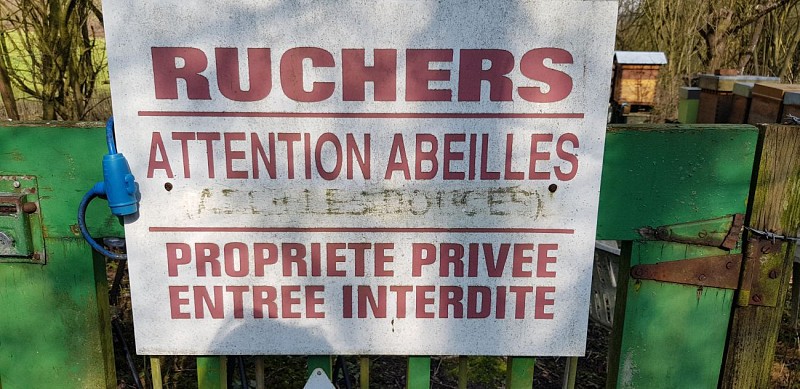 RUCHERS
ATTENTION ABEILLES
PROPRIETE PRIVEE
ENTREE INTERDITE